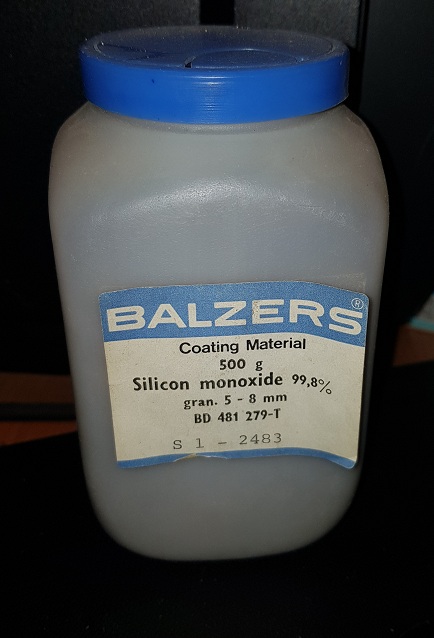 BALZERS®
Coating Material
500 g
Silicon monoxide 99,8%
gran. 5 - 8 mm
BD 481 279-T
S 1 - 2483